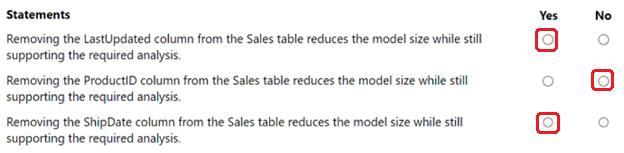 Statements Yes No
Removing the LastUpdated column from the Sales table reduces the model size while still
supporting the required analysis.
Removing the ProductID column from the Sales table reduces the model size while still
supporting the required analysis.
Removing the ShipDate column from the Sales table reduces the model size while still
supporting the required analysis.